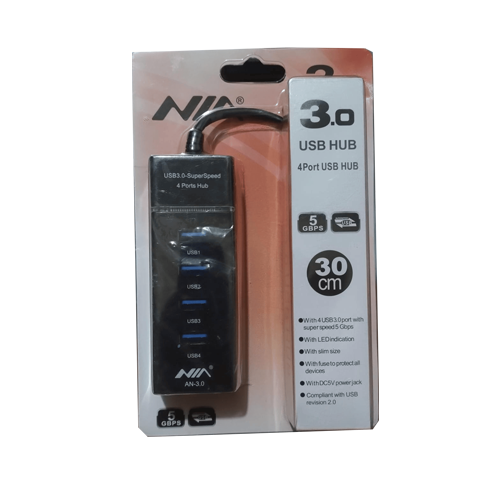 NIA®
3.0
USB HUB
4Port USB HUB
5
GBPS
30
cm
With 4 USB 3.0 port with
super speed 5 Gbps
With LED indication
With slim size
With fuse to protect all
devices
With DC5V power jack
Compliant with USB
revision 2.0
USB3.0-SuperSpeed
4 Ports Hub
USB1
USB2
USB3
USB4
NIA
AN-3.0
5
GBPS